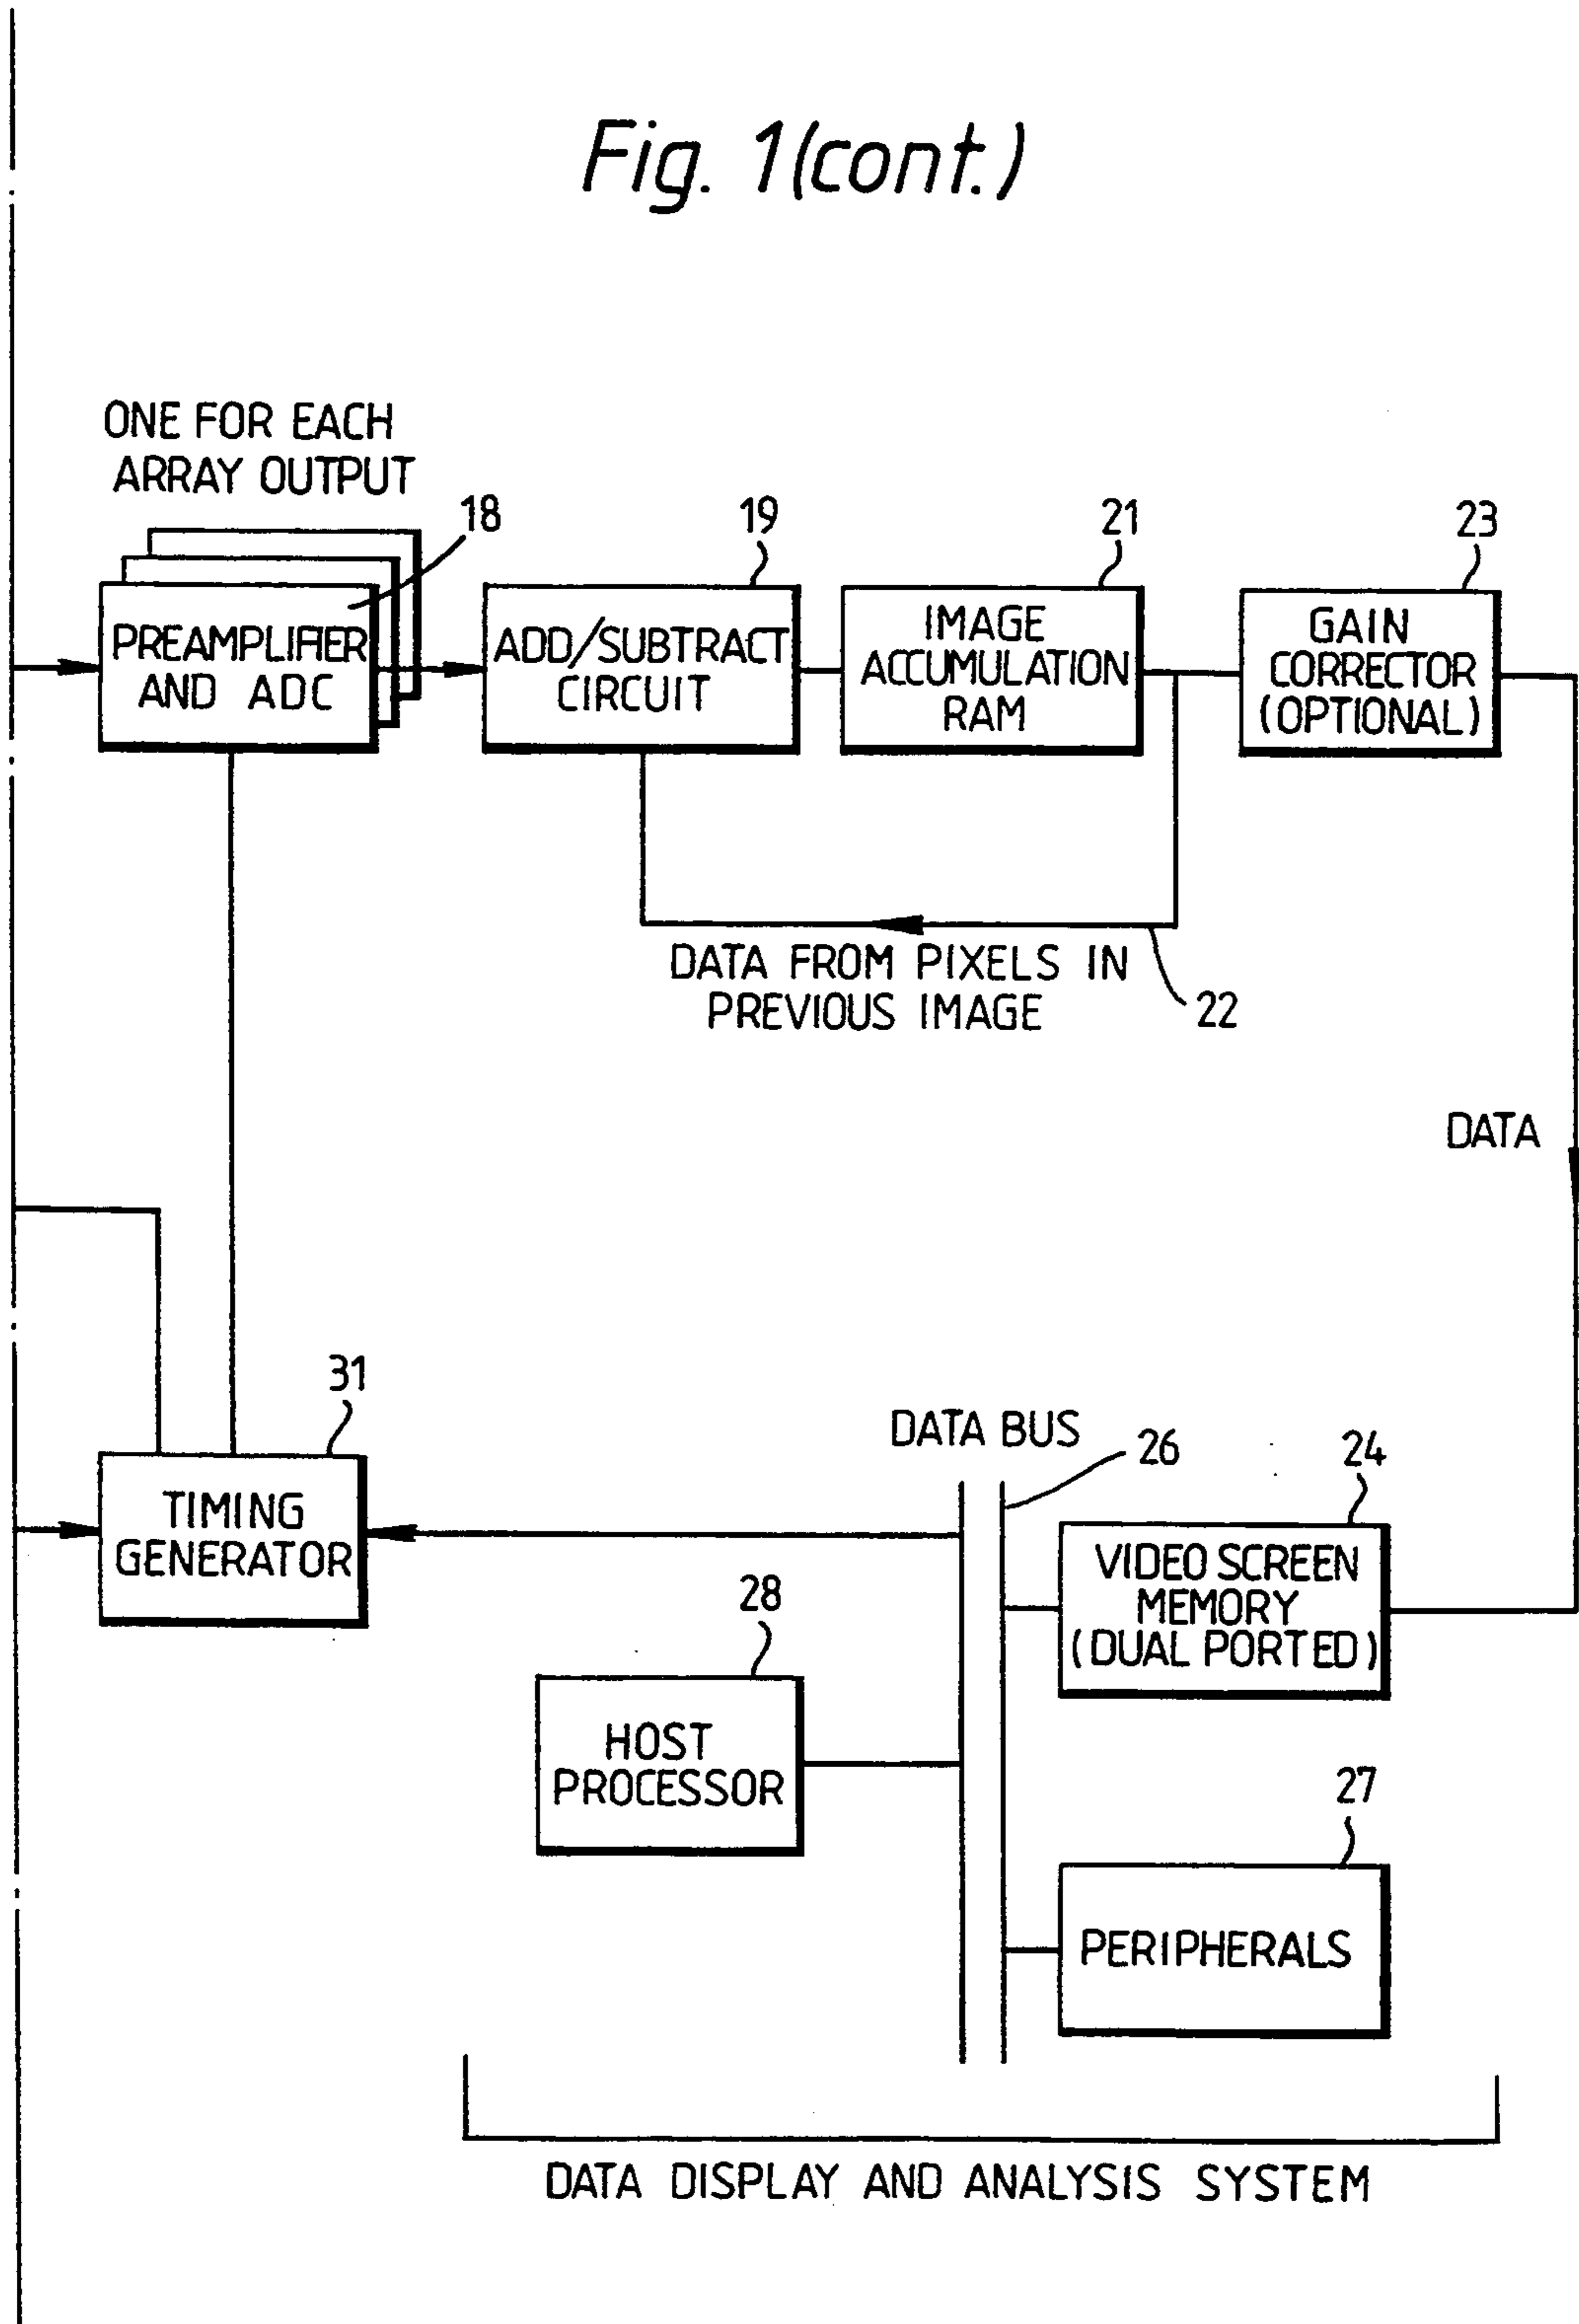 Fig. 1(cont.)
ONE FOR EACH
ARRAY OUTPUT
18
19
21
23
PREAMPLIFIER
AND ADC
ADD/SUBTRACT
CIRCUIT
IMAGE
ACCUMULATION
RAM
GAIN
CORRECTOR
(OPTIONAL)
DATA FROM PIXELS IN
PREVIOUS IMAGE
22
DATA
31
TIMING
GENERATOR
DATA BUS
26
24
VIDEO SCREEN
MEMORY
(DUAL PORTED)
28
HOST
PROCESSOR
27
PERIPHERALS
DATA DISPLAY AND ANALYSIS SYSTEM